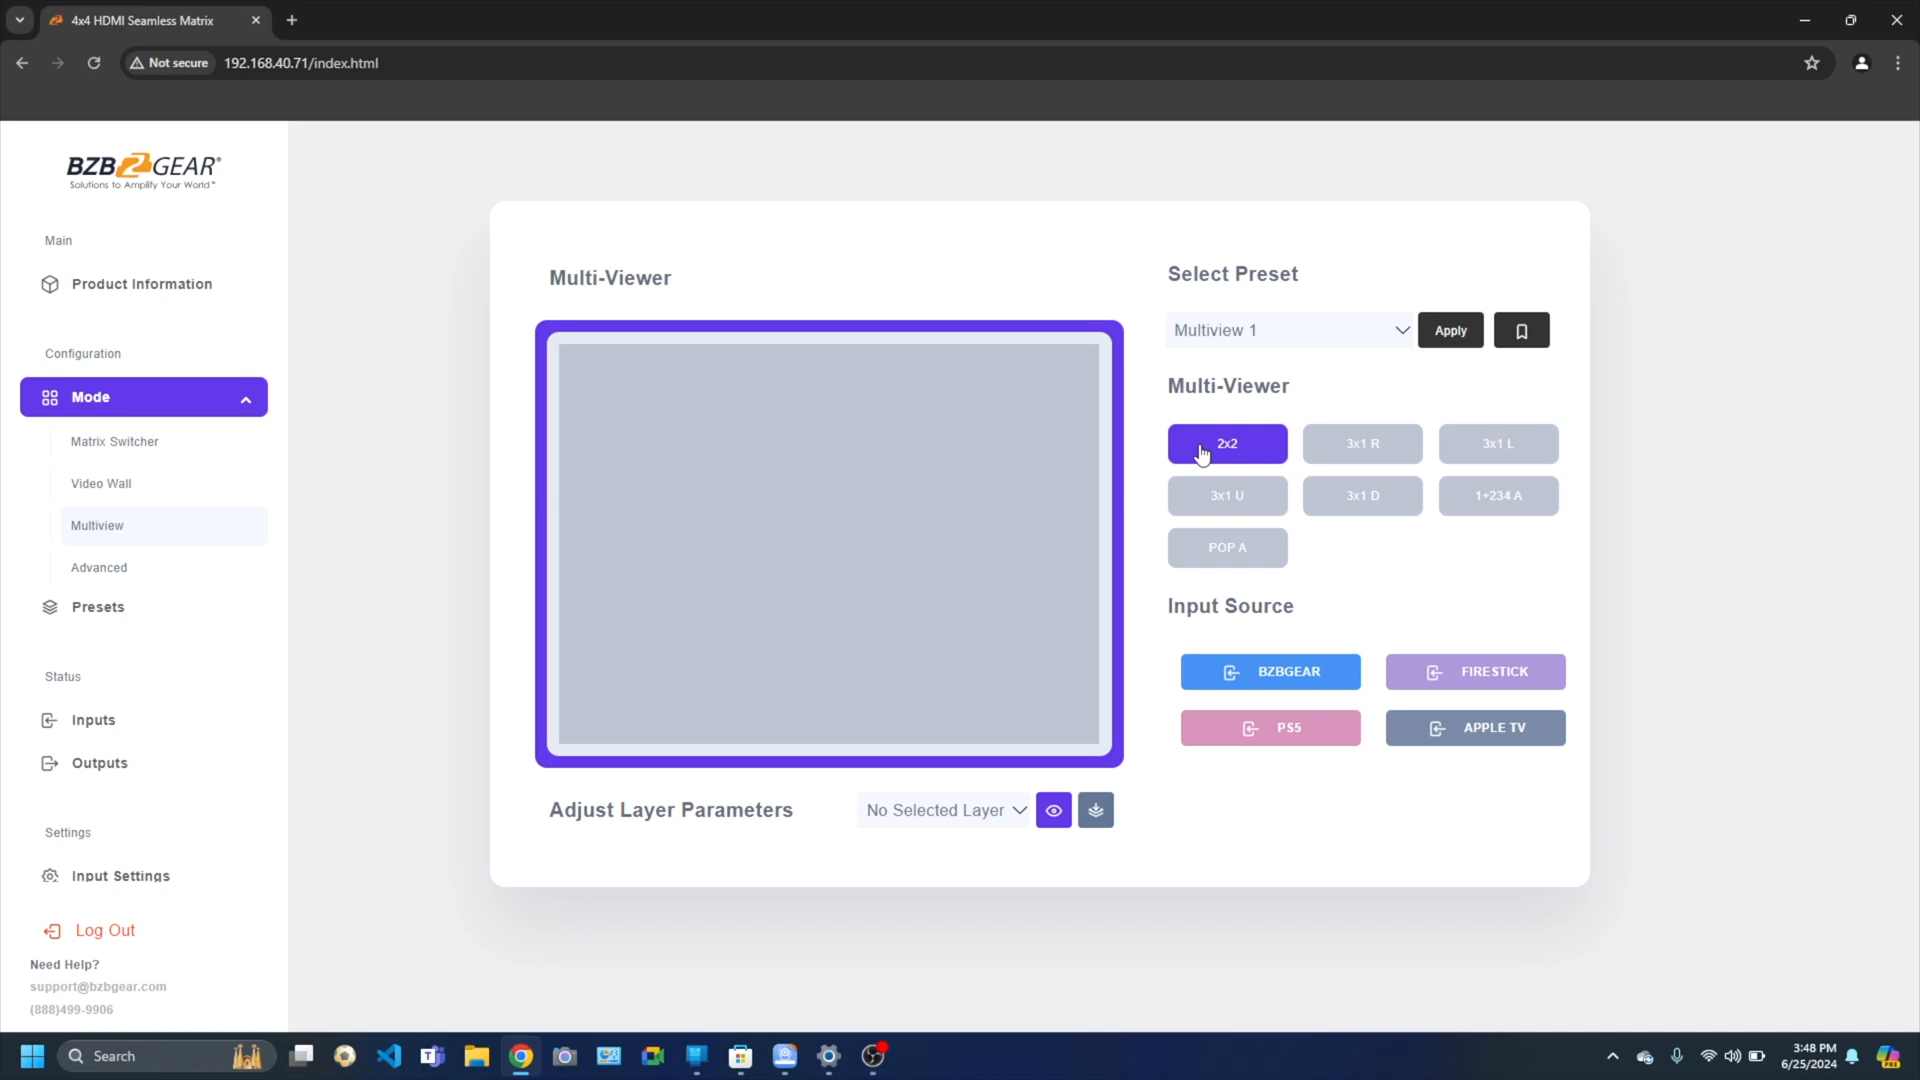 4x4 HDMI Seamless Matrix
Not secure
192.168.40.71/index.html
BZBGEAR®
Solutions to Amplify Your World™
Main
Product Information
Configuration
Mode
Matrix Switcher
Video Wall
Multiview
Advanced
Presets
Status
Inputs
Outputs
Settings
Input Settings
Log Out
Need Help?
support@bzbgear.com
(888)499-9906
Multi-Viewer
Adjust Layer Parameters
No Selected Layer
Select Preset
Multiview 1
Apply
Multi-Viewer
2x2
3x1 R
3x1 L
3x1 U
3x1 D
1+234 A
POP A
Input Source
BZBGEAR
FIRESTICK
PS5
APPLE TV
Search
3:48 PM
6/25/2024
PRE